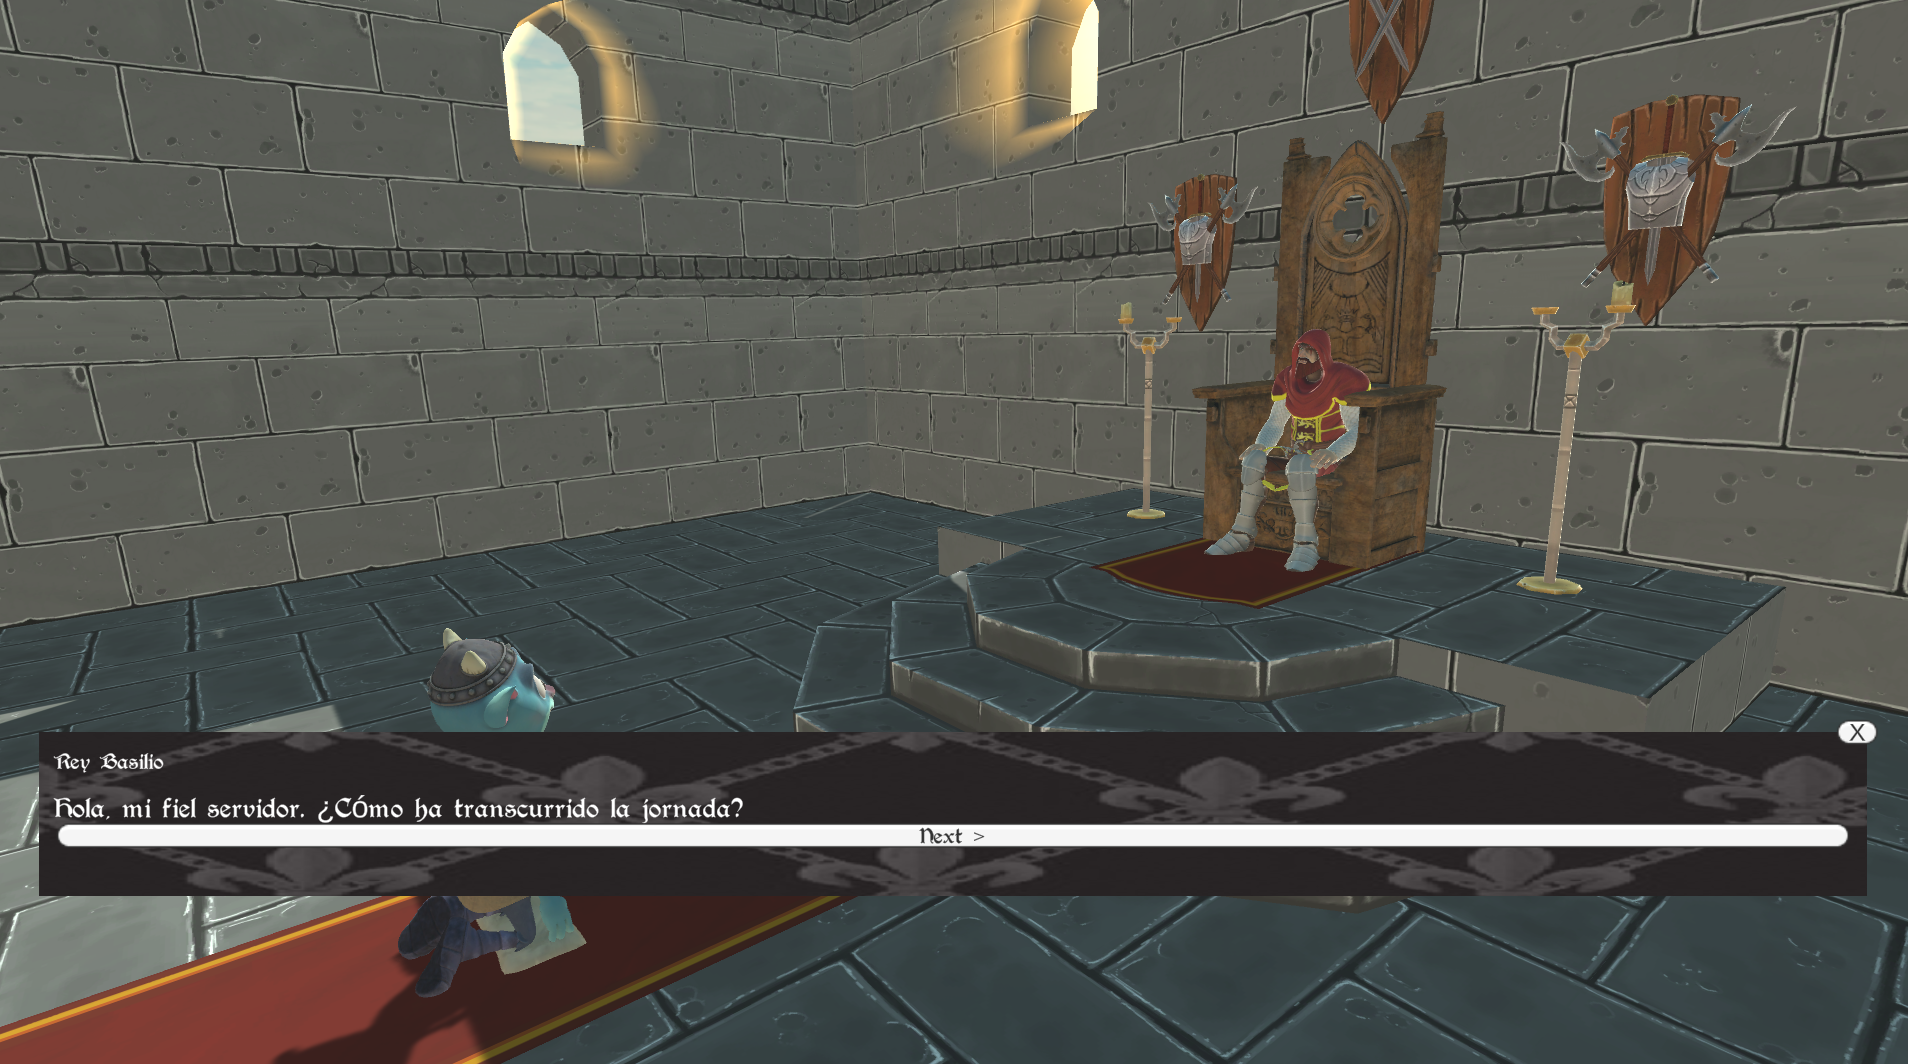 X
Rey Basilio
Hola, mi fiel servidor. ¿CÓmo ha transcurrido la jornada?
Next >